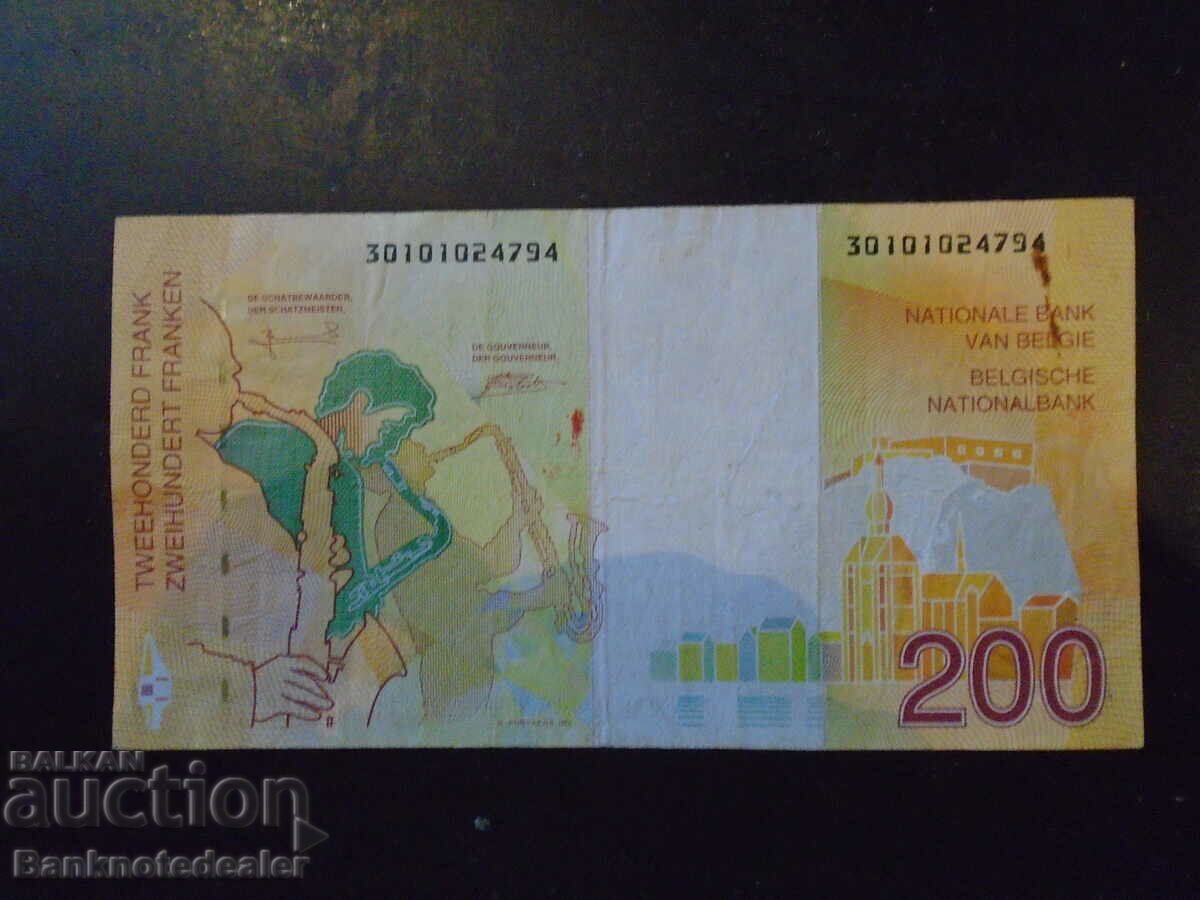 30101024794
30101024794
DE SCHATBEWAARDER,
DER SCHATZMEISTER,
DE GOUVERNEUR,
DER GOUVERNEUR,
TWEEHONDERD FRANK
ZWEIHUNDERT FRANKEN
NATIONALE BANK
VAN BELGIE
BELGISCHE
NATIONALBANK
200
BALKAN
auction
Banknotedealer